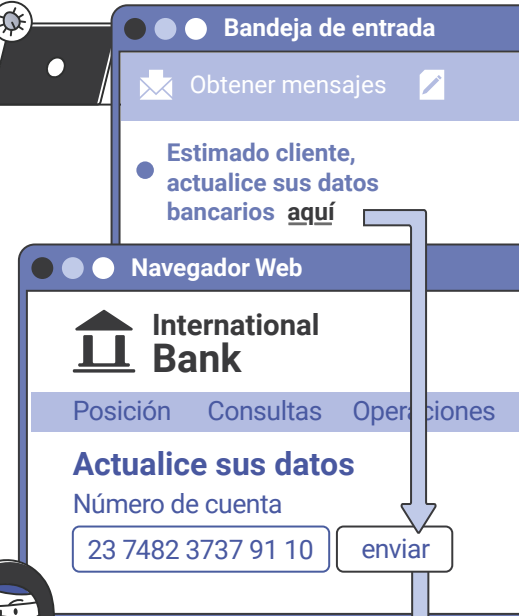 Bandeja de entrada
Obtener mensajes
Estimado cliente,
actualice sus datos
bancarios aquí
Navegador Web
International
Bank
Posición Consultas Operaciones
Actualice sus datos
Número de cuenta
23 7482 3737 91 10 enviar